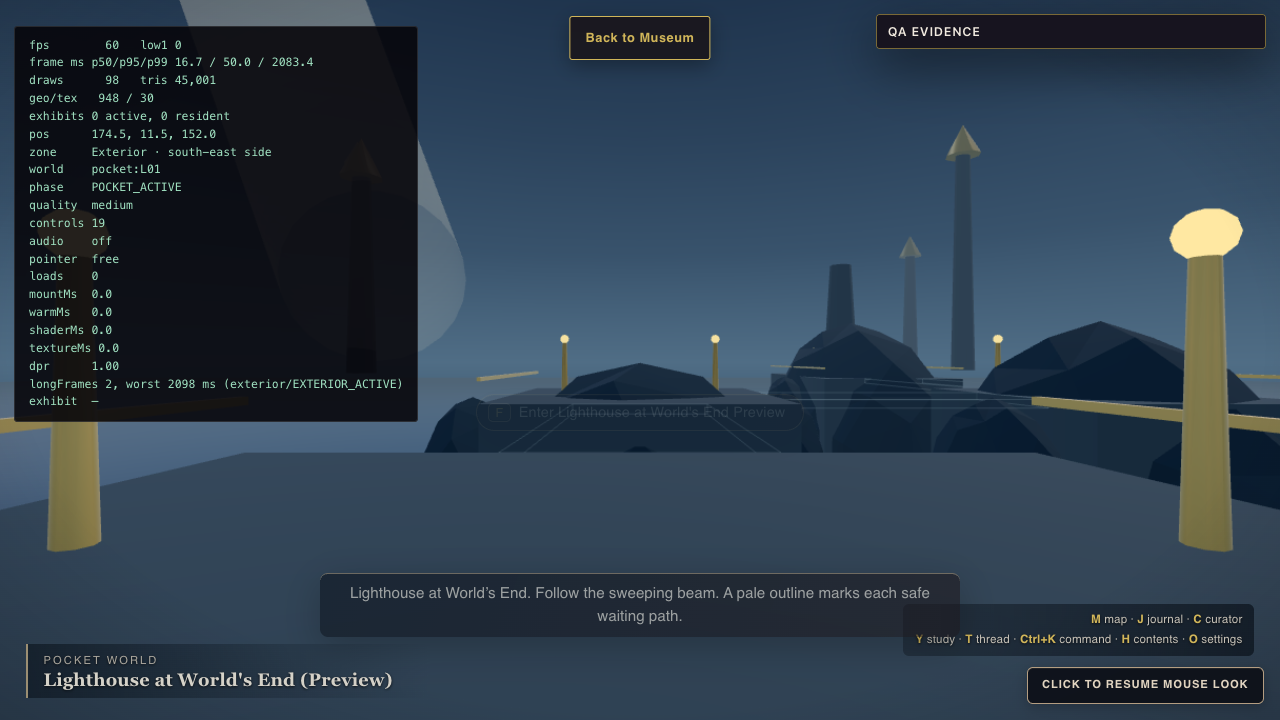 fps 60 low1 0
frame ms p50/p95/p99 16.7 / 50.0 / 2083.4
draws 98 tris 45,001
geo/tex 948 / 30
exhibits 0 active, 0 resident
pos 174.5, 11.5, 152.0
zone Exterior · south-east side
world pocket:L01
phase POCKET_ACTIVE
quality medium
controls 19
audio off
pointer free
loads 0
mountMs 0.0
warmMs 0.0
shaderMs 0.0
textureMs 0.0
dpr 1.00
longFrames 2, worst 2098 ms (exterior/EXTERIOR_ACTIVE)
exhibit —
Back to Museum
QA EVIDENCE
F Enter Lighthouse at World's End Preview
Lighthouse at World’s End. Follow the sweeping beam. A pale outline marks each safe
waiting path.
M map · J journal · C curator
Y study · T thread · Ctrl+K command · H contents · O settings
POCKET WORLD
Lighthouse at World's End (Preview)
CLICK TO RESUME MOUSE LOOK